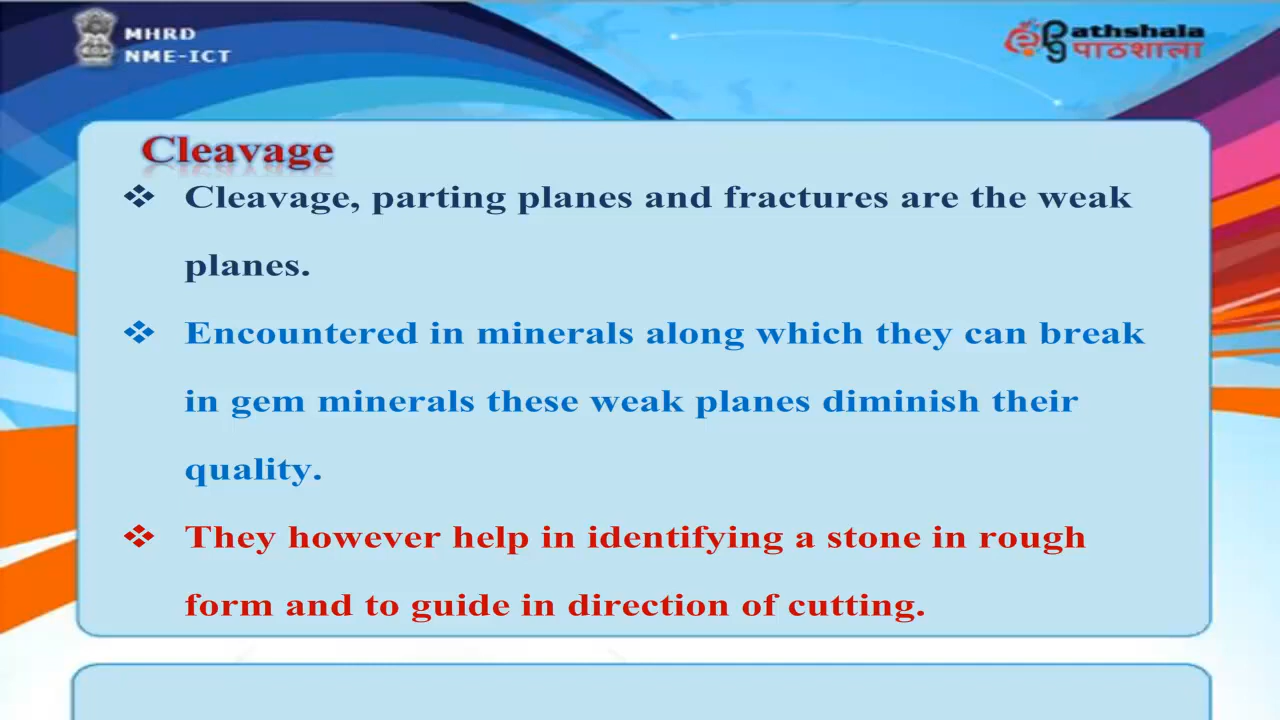 MHRD
NME-ICT
e Pathshala
पाठशाला
Cleavage
❖ Cleavage, parting planes and fractures are the weak
planes.
❖ Encountered in minerals along which they can break
in gem minerals these weak planes diminish their
quality.
❖ They however help in identifying a stone in rough
form and to guide in direction of cutting.